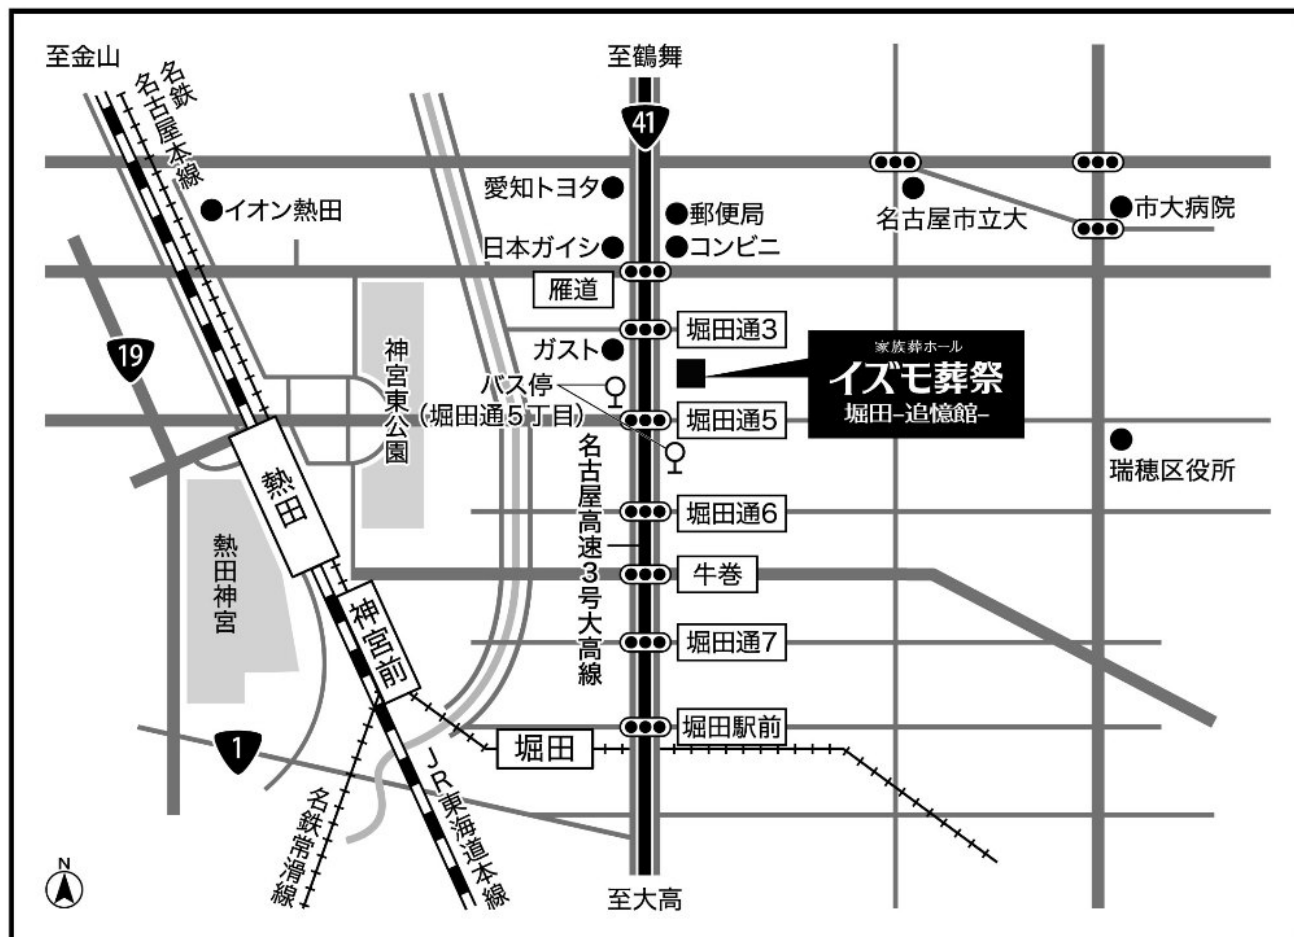 至金山
至鶴舞
名鉄
名古屋本線
41
愛知トヨタ
郵便局
名古屋市立大
市大病院
イオン熱田
日本ガイシ
コンビニ
雁道
堀田通3
19
神宮東公園
ガスト
家族葬ホール
イズモ葬祭
堀田-追憶館-
バス停
(堀田通5丁目)
堀田通5
名古屋高速3号大高線
瑞穂区役所
熱田
堀田通6
熱田神宮
牛巻
神宮前
堀田通7
堀田駅前
1
堀田
名鉄常滑線
JR東海道本線
N
至大高